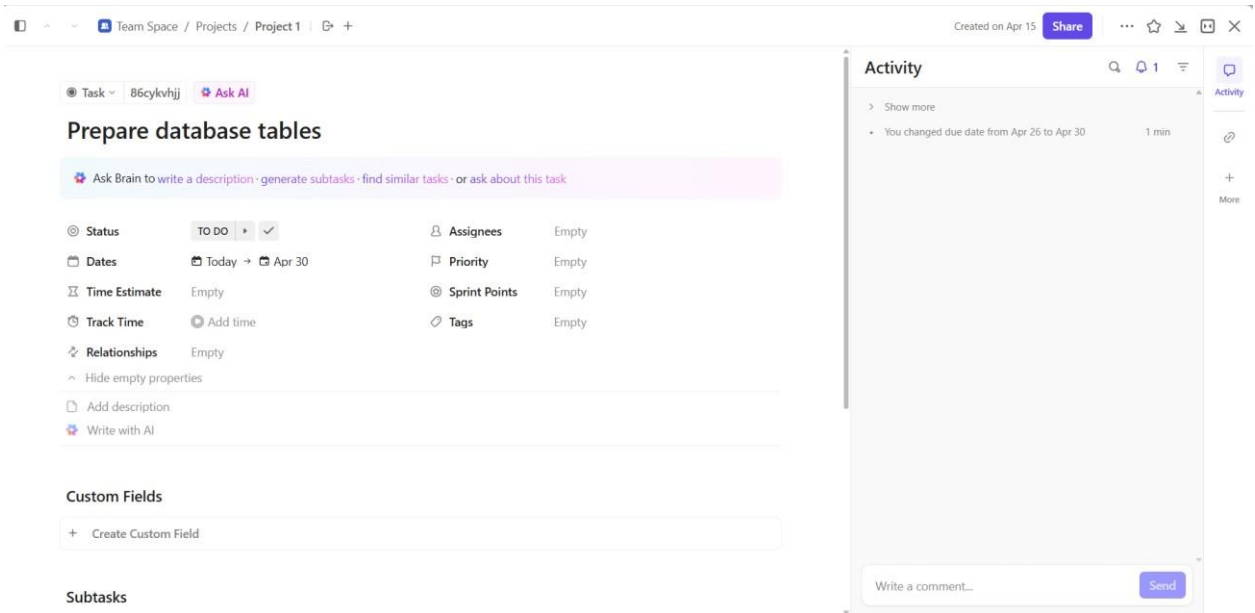 Team Space / Projects / Project 1
Created on Apr 15 Share
Task 86cykvhjj Ask AI
Prepare database tables
Ask Brain to write a description · generate subtasks · find similar tasks · or ask about this task
Status TO DO
Assignees Empty
Dates Today → Apr 30
Priority Empty
Time Estimate Empty
Sprint Points Empty
Track Time Add time
Tags Empty
Relationships Empty
Hide empty properties
Add description
Write with AI
Custom Fields
+ Create Custom Field
Subtasks
Activity 1
Show more
• You changed due date from Apr 26 to Apr 30 1 min
Write a comment... Send
Activity
More